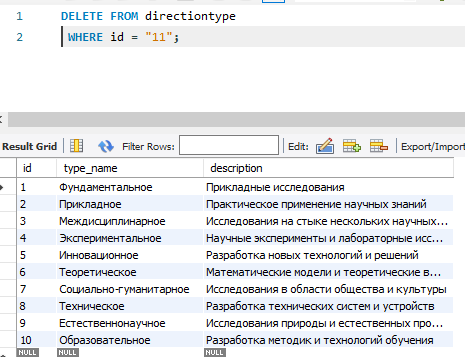 1 DELETE FROM directiontype
2 WHERE id = "11";
Result Grid Filter Rows: Edit: Export/Import
id type_name description
1 Фундаментальное Прикладные исследования
2 Прикладное Практическое применение научных знаний
3 Междисциплинарное Исследования на стыке нескольких научных...
4 Экспериментальное Научные эксперименты и лабораторные исс...
5 Инновационное Разработка новых технологий и решений
6 Теоретическое Математические модели и теоретические в...
7 Социально-гуманитарное Исследования в области общества и культуры
8 Техническое Разработка технических систем и устройств
9 Естественнонаучное Исследования природы и естественных про...
10 Образовательное Разработка методик и технологий обучения
NULL NULL NULL